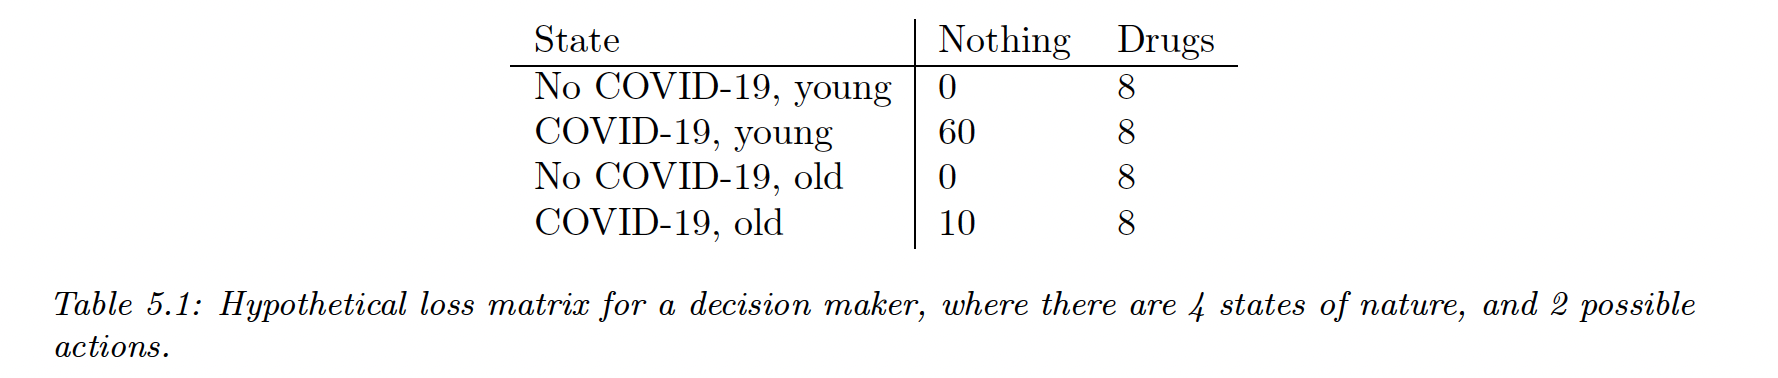 State Nothing Drugs
No COVID-19, young 0 8
COVID-19, young 60 8
No COVID-19, old 0 8
COVID-19, old 10 8
Table 5.1: Hypothetical loss matrix for a decision maker, where there are 4 states of nature, and 2 possible
actions.